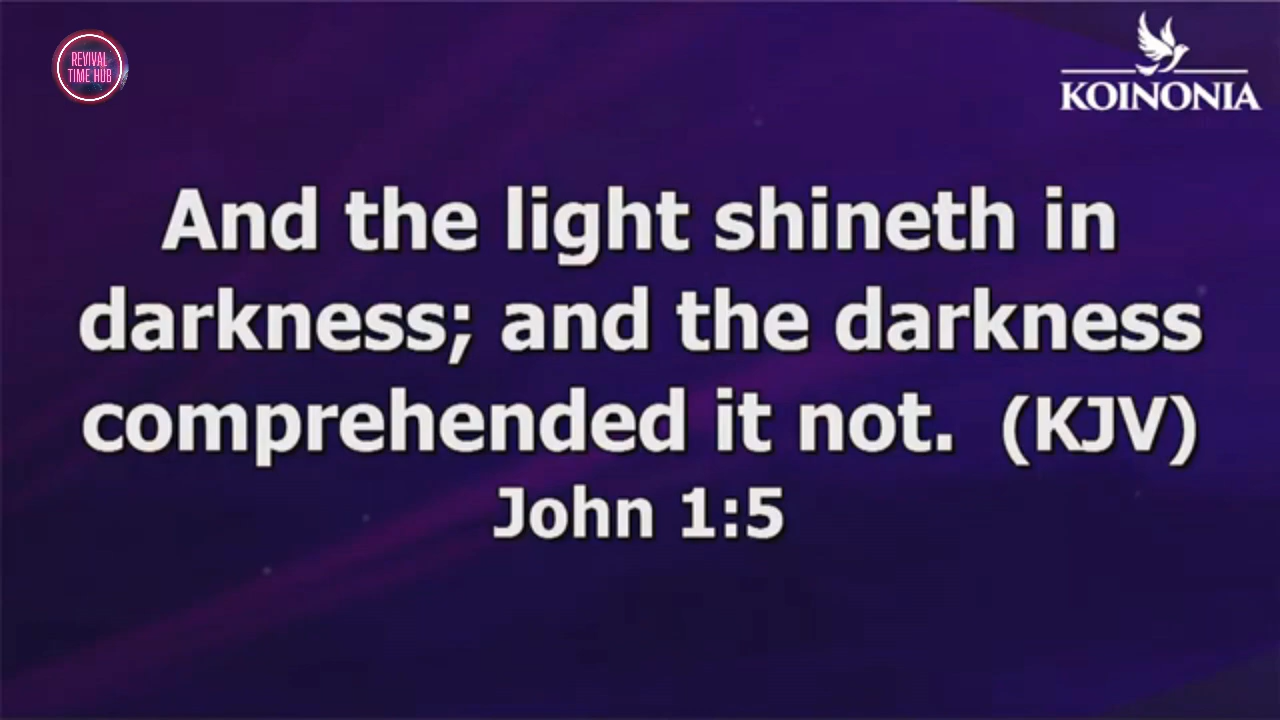 REVIVAL
TIME HUB
KOINONIA
And the light shineth in
darkness; and the darkness
comprehended it not. (KJV)
John 1:5